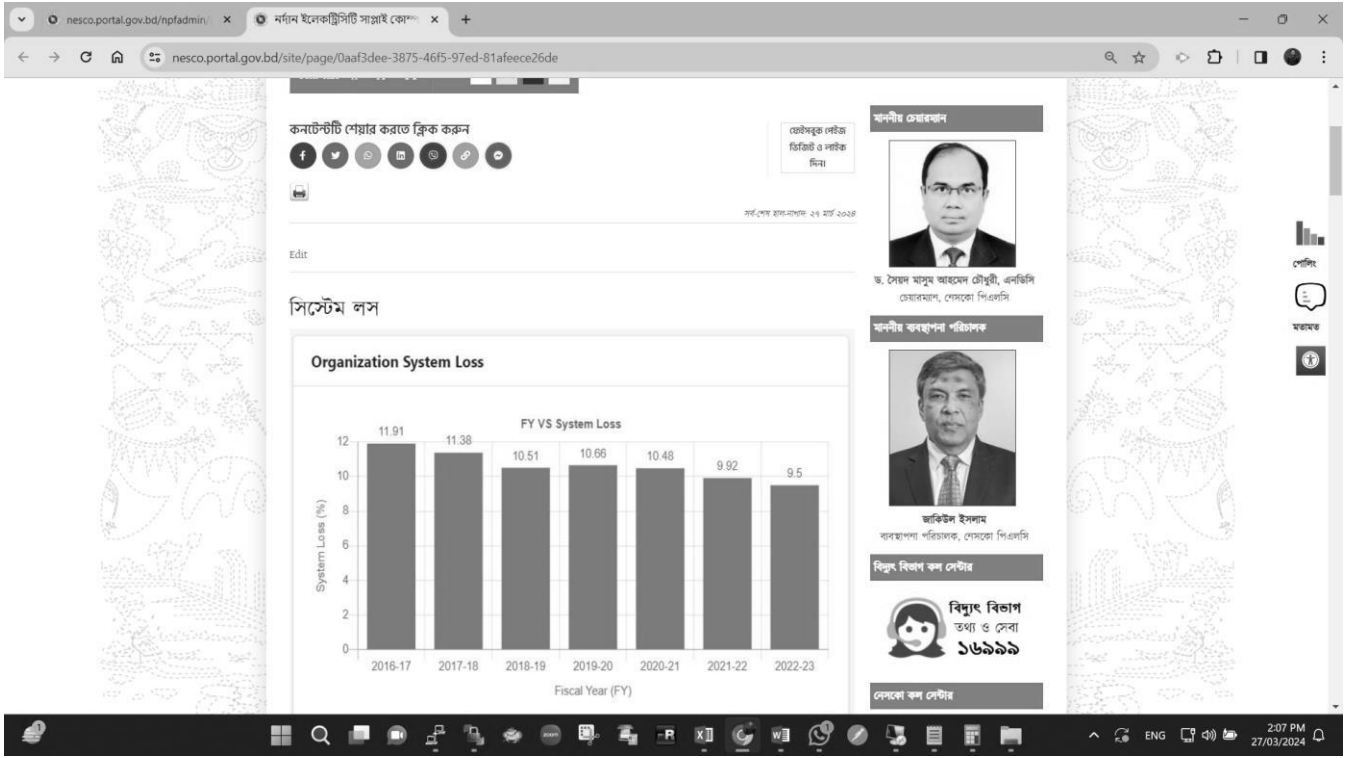 nesco.portal.gov.bd/npfadmin/
নর্দান ইলেকট্রিসিটি সাপ্লাই কো
nesco.portal.gov.bd/site/page/0aaf3dee-3875-46f5-97ed-81afeece26de
কনটেন্টটি শেয়ার করতে ক্লিক করুন
ফেইসবুক পেইজ
ভিজিট ও লাইক
দিন।
সর্ব-শেষ হাল-নাগাদ: ২৭ মার্চ ২০২৪
Edit
সিস্টেম লস
Organization System Loss
FY VS System Loss
11.91
11.38
10.51
10.66
10.48
9.92
9.5
12
10
8
6
4
2
0
System Loss (%)
2016-17
2017-18
2018-19
2019-20
2020-21
2021-22
2022-23
Fiscal Year (FY)
মাননীয় চেয়ারম্যান
ড. সৈয়দ মাসুম আহমেদ চৌধুরী, এনডিসি
চেয়ারম্যান, নেসকো পিএলসি
মাননীয় ব্যবস্থাপনা পরিচালক
জাকিউল ইসলাম
ব্যবস্থাপনা পরিচালক, নেসকো পিএলসি
বিদ্যুৎ বিভাগ কল সেন্টার
বিদ্যুৎ বিভাগ
তথ্য ও সেবা
১৬৯৯৯
নেসকো কল সেন্টার
পোলিং
মতামত
zoom
ENG
2:07 PM
27/03/2024